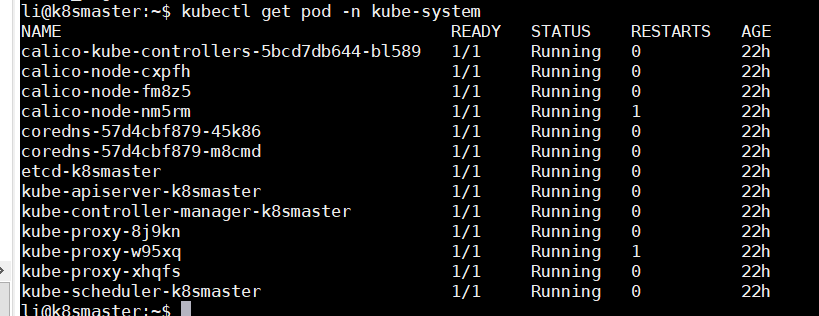 li@k8smaster:~$ kubectl get pod -n kube-system
NAME READY STATUS RESTARTS AGE
calico-kube-controllers-5bcd7db644-bl589 1/1 Running 0 22h
calico-node-cxpfh 1/1 Running 0 22h
calico-node-fm8z5 1/1 Running 0 22h
calico-node-nm5rm 1/1 Running 1 22h
coredns-57d4cbf879-45k86 1/1 Running 0 22h
coredns-57d4cbf879-m8cmd 1/1 Running 0 22h
etcd-k8smaster 1/1 Running 0 22h
kube-apiserver-k8smaster 1/1 Running 0 22h
kube-controller-manager-k8smaster 1/1 Running 0 22h
kube-proxy-8j9kn 1/1 Running 0 22h
kube-proxy-w95xq 1/1 Running 1 22h
kube-proxy-xhqfs 1/1 Running 0 22h
kube-scheduler-k8smaster 1/1 Running 0 22h
li@k8smaster:~$